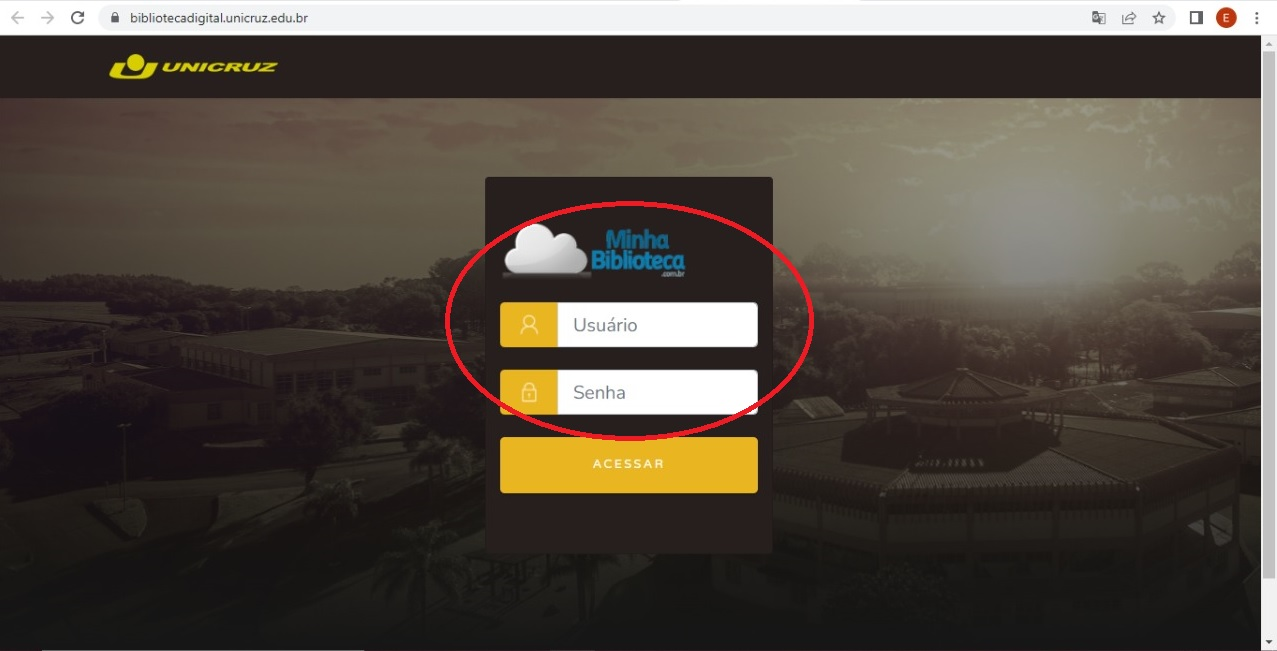 bibliotecadigital.unicruz.edu.br
E
UNICRUZ
Minha
Biblioteca
.com.br
Usuário
Senha
ACESSAR